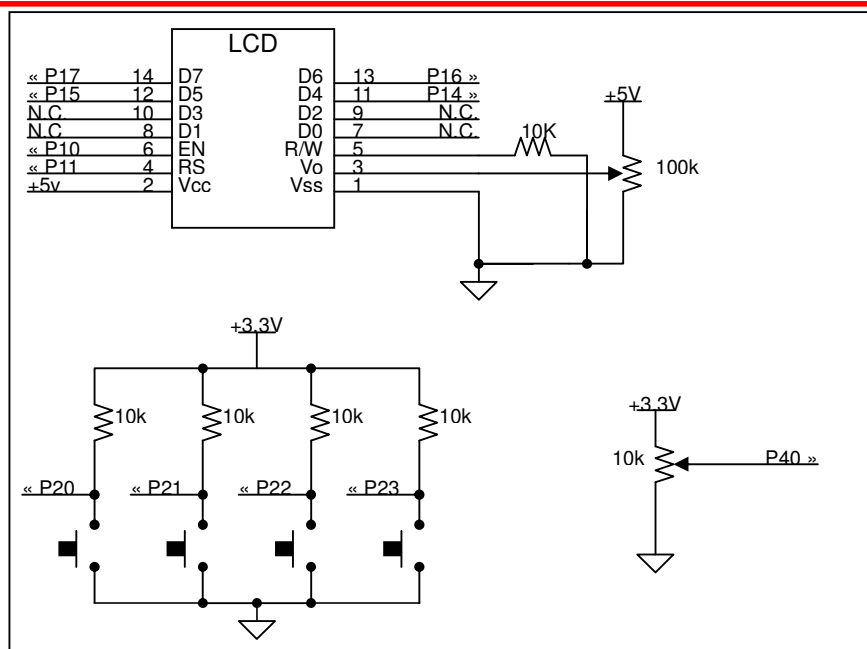 LCD
« P17 14 D7 D6 13 P16 »
« P15 12 D5 D4 11 P14 »
N.C. 10 D3 D2 9 N.C.
N.C 8 D1 D0 7 N.C.
« P10 6 EN R/W 5 10K
« P11 4 RS Vo 3
+5v 2 Vcc Vss 1
+5V
100k
+3.3V
10k 10k 10k 10k
« P20 « P21 « P22 « P23
+3.3V
10k P40 »